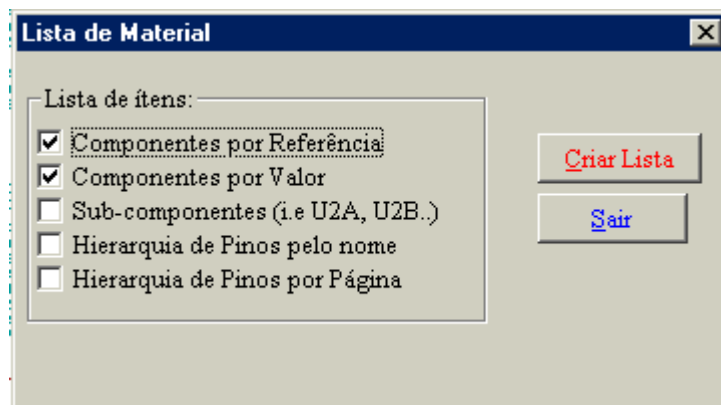 Lista de Material
Lista de ítens:
Componentes por Referência
Componentes por Valor
Sub-componentes (i.e U2A, U2B..)
Hierarquia de Pinos pelo nome
Hierarquia de Pinos por Página
Criar Lista
Sair